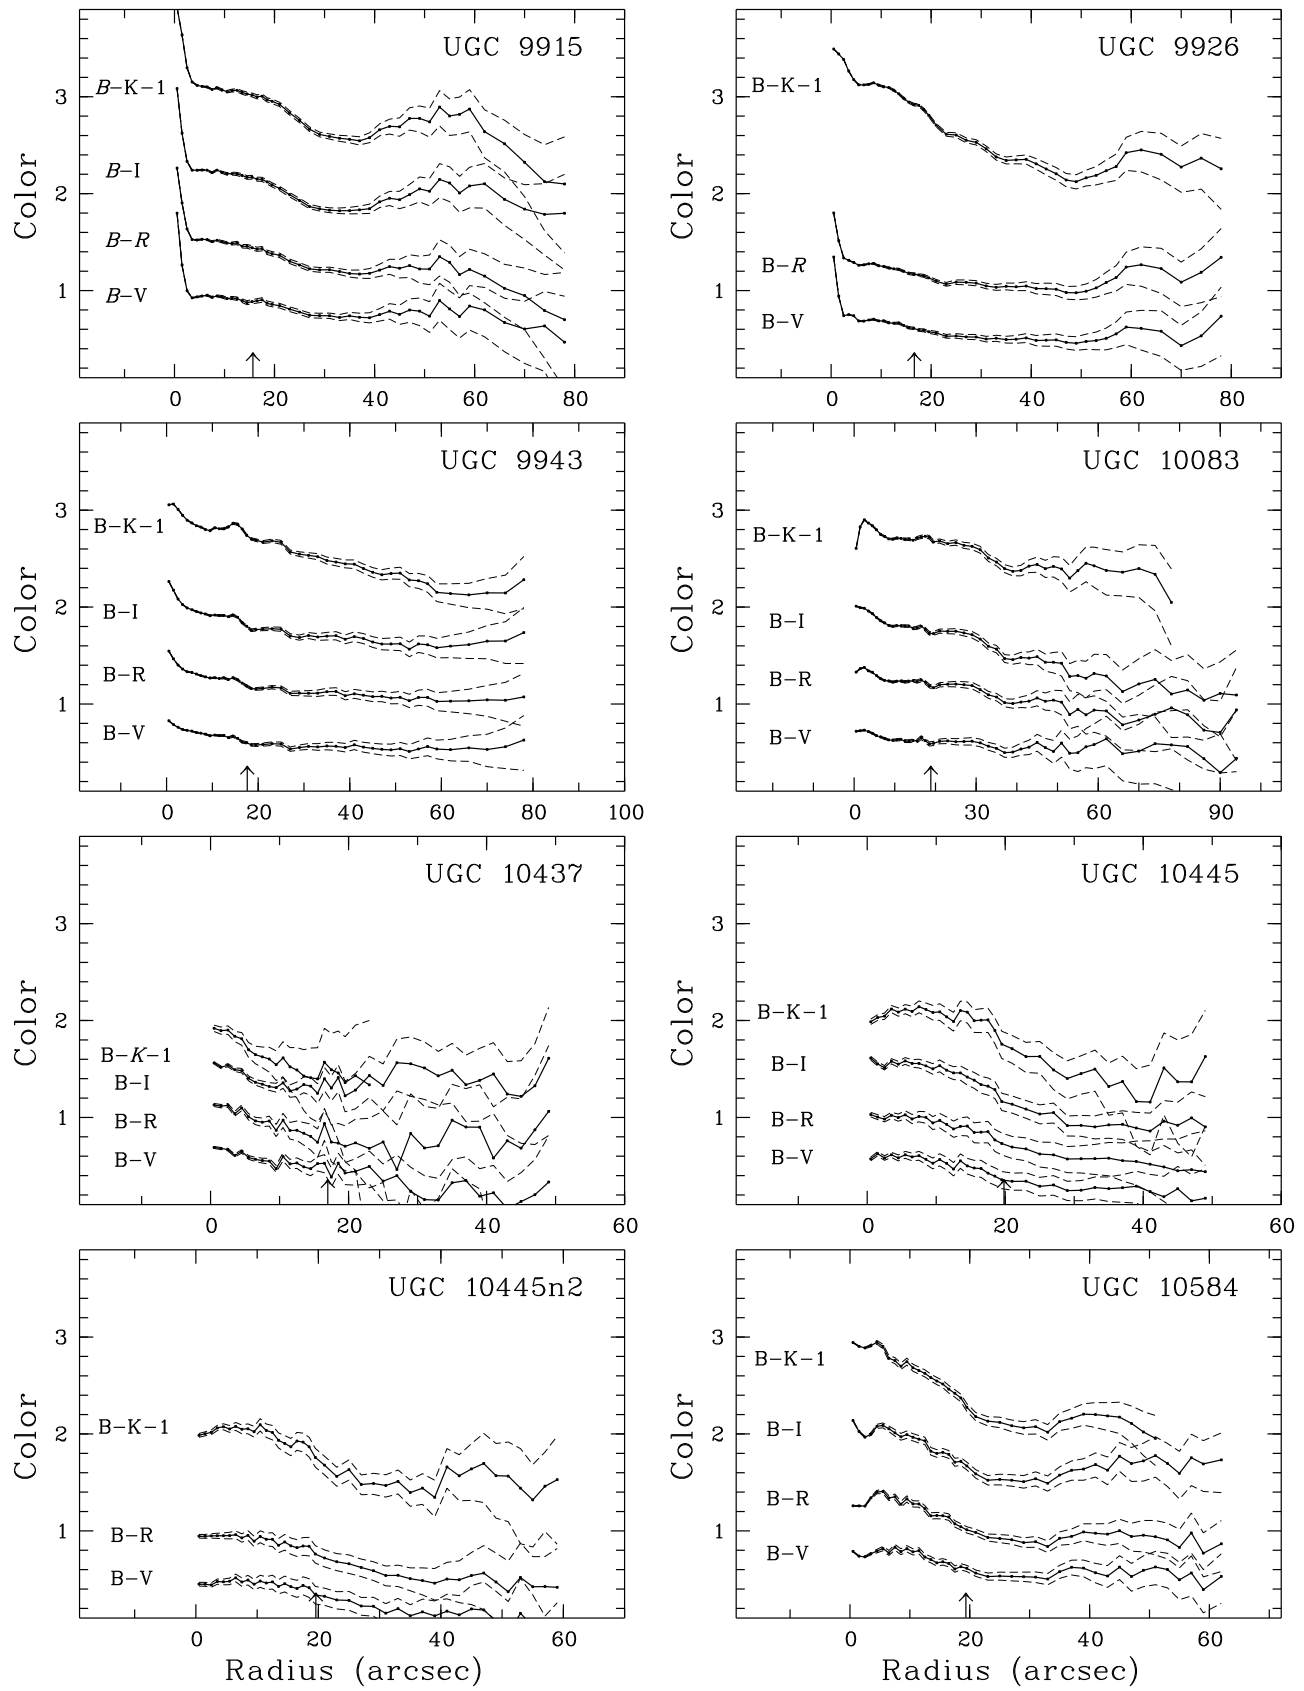 UGC 9915
B-K-1
B-I
B-R
B-V
Color
3
2
1
0 20 40 60 80
UGC 9926
B-K-1
B-R
B-V
Color
3
2
1
0 20 40 60 80
UGC 9943
B-K-1
B-I
B-R
B-V
Color
3
2
1
0 20 40 60 80 100
UGC 10083
B-K-1
B-I
B-R
B-V
Color
3
2
1
0 30 60 90
UGC 10437
B-K-1
B-I
B-R
B-V
Color
3
2
1
0 20 40 60
UGC 10445
B-K-1
B-I
B-R
B-V
Color
3
2
1
0 20 40 60
UGC 10445n2
B-K-1
B-R
B-V
Color
3
2
1
0 20 40 60
Radius (arcsec)
UGC 10584
B-K-1
B-I
B-R
B-V
Color
3
2
1
0 20 40 60
Radius (arcsec)